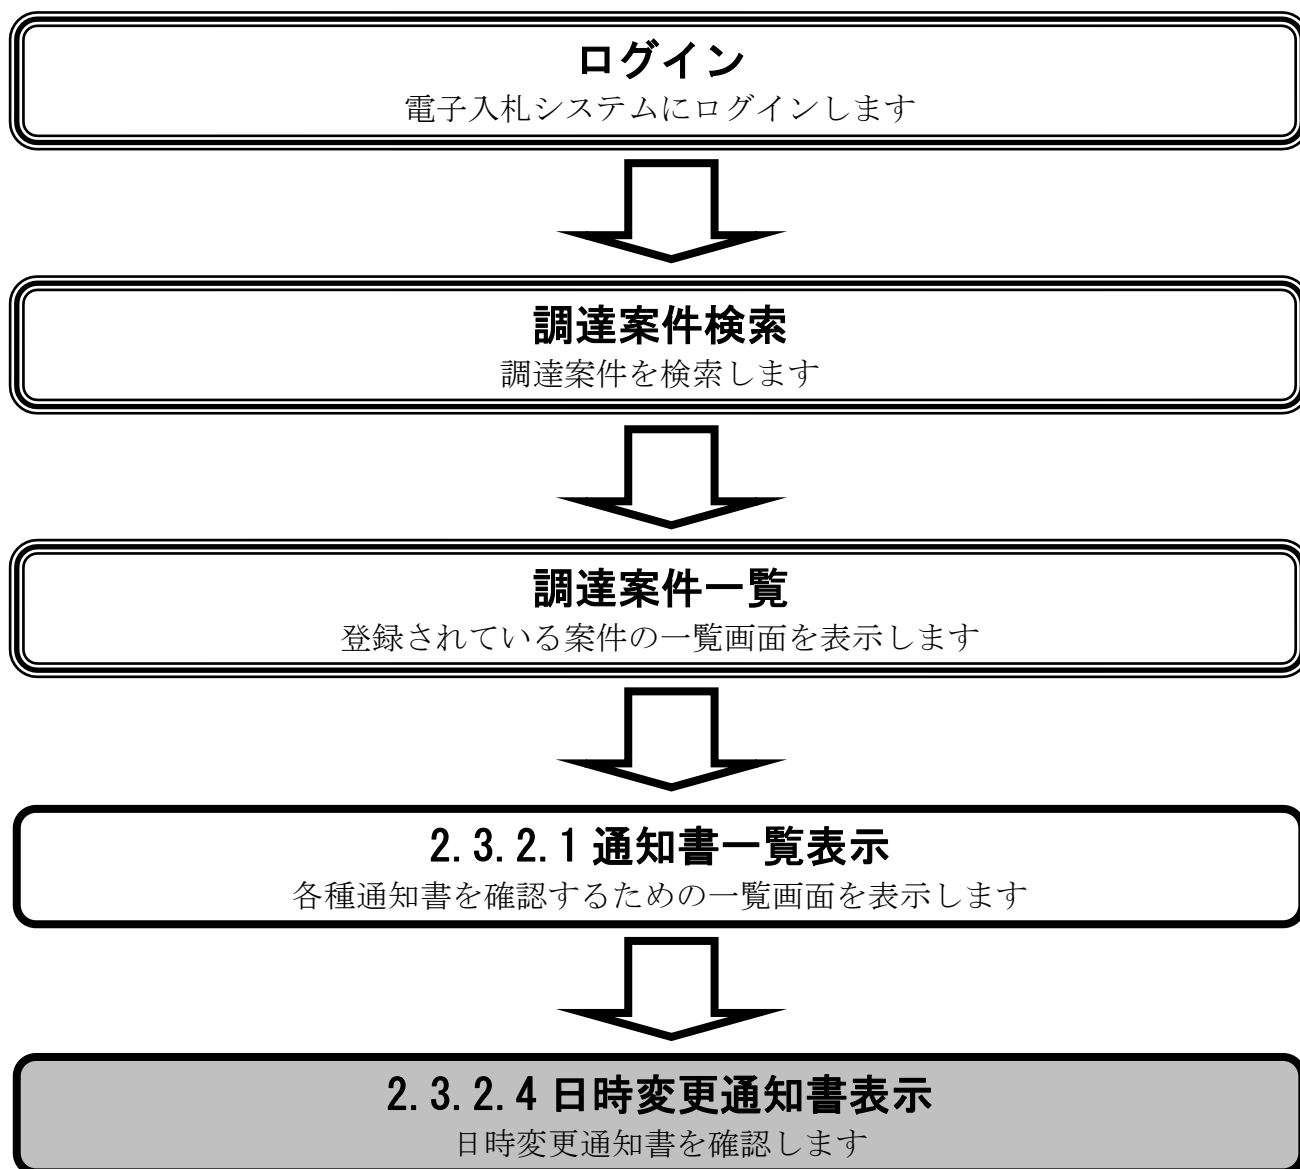 ログイン
電子入札システムにログインします
調達案件検索
調達案件を検索します
調達案件一覧
登録されている案件の一覧画面を表示します
2.3.2.1 通知書一覧表示
各種通知書を確認するための一覧画面を表示します
2.3.2.4 日時変更通知書表示
日時変更通知書を確認します